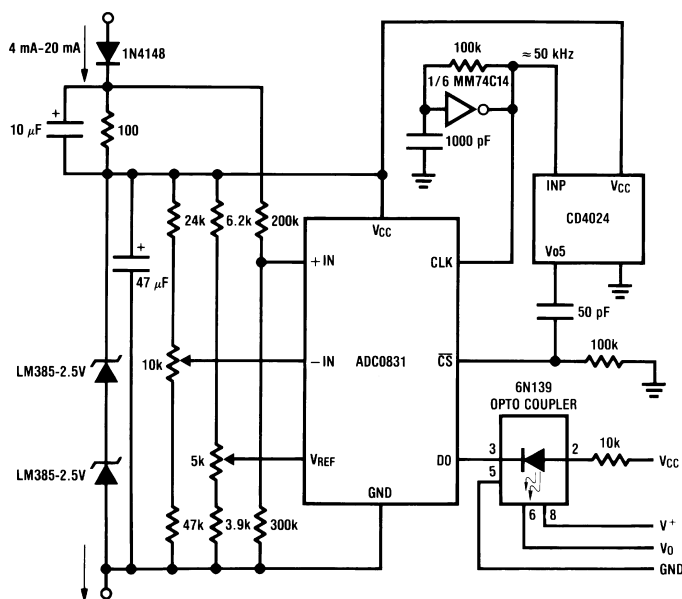 4 mA-20 mA
1N4148
100k
≈ 50 kHz
1/6 MM74C14
10 μF
+
100
1000 pF
INP
VCC
CD4024
VO5
24k
6.2k
200k
VCC
+
47 μF
+ IN
CLK
50 pF
100k
LM385-2.5V
10k
− IN
ADC0831
CS
6N139
OPTO COUPLER
LM385-2.5V
5k
VREF
DO
3
2
10k
VCC
5
6
8
GND
47k
3.9k
300k
V+
VO
GND